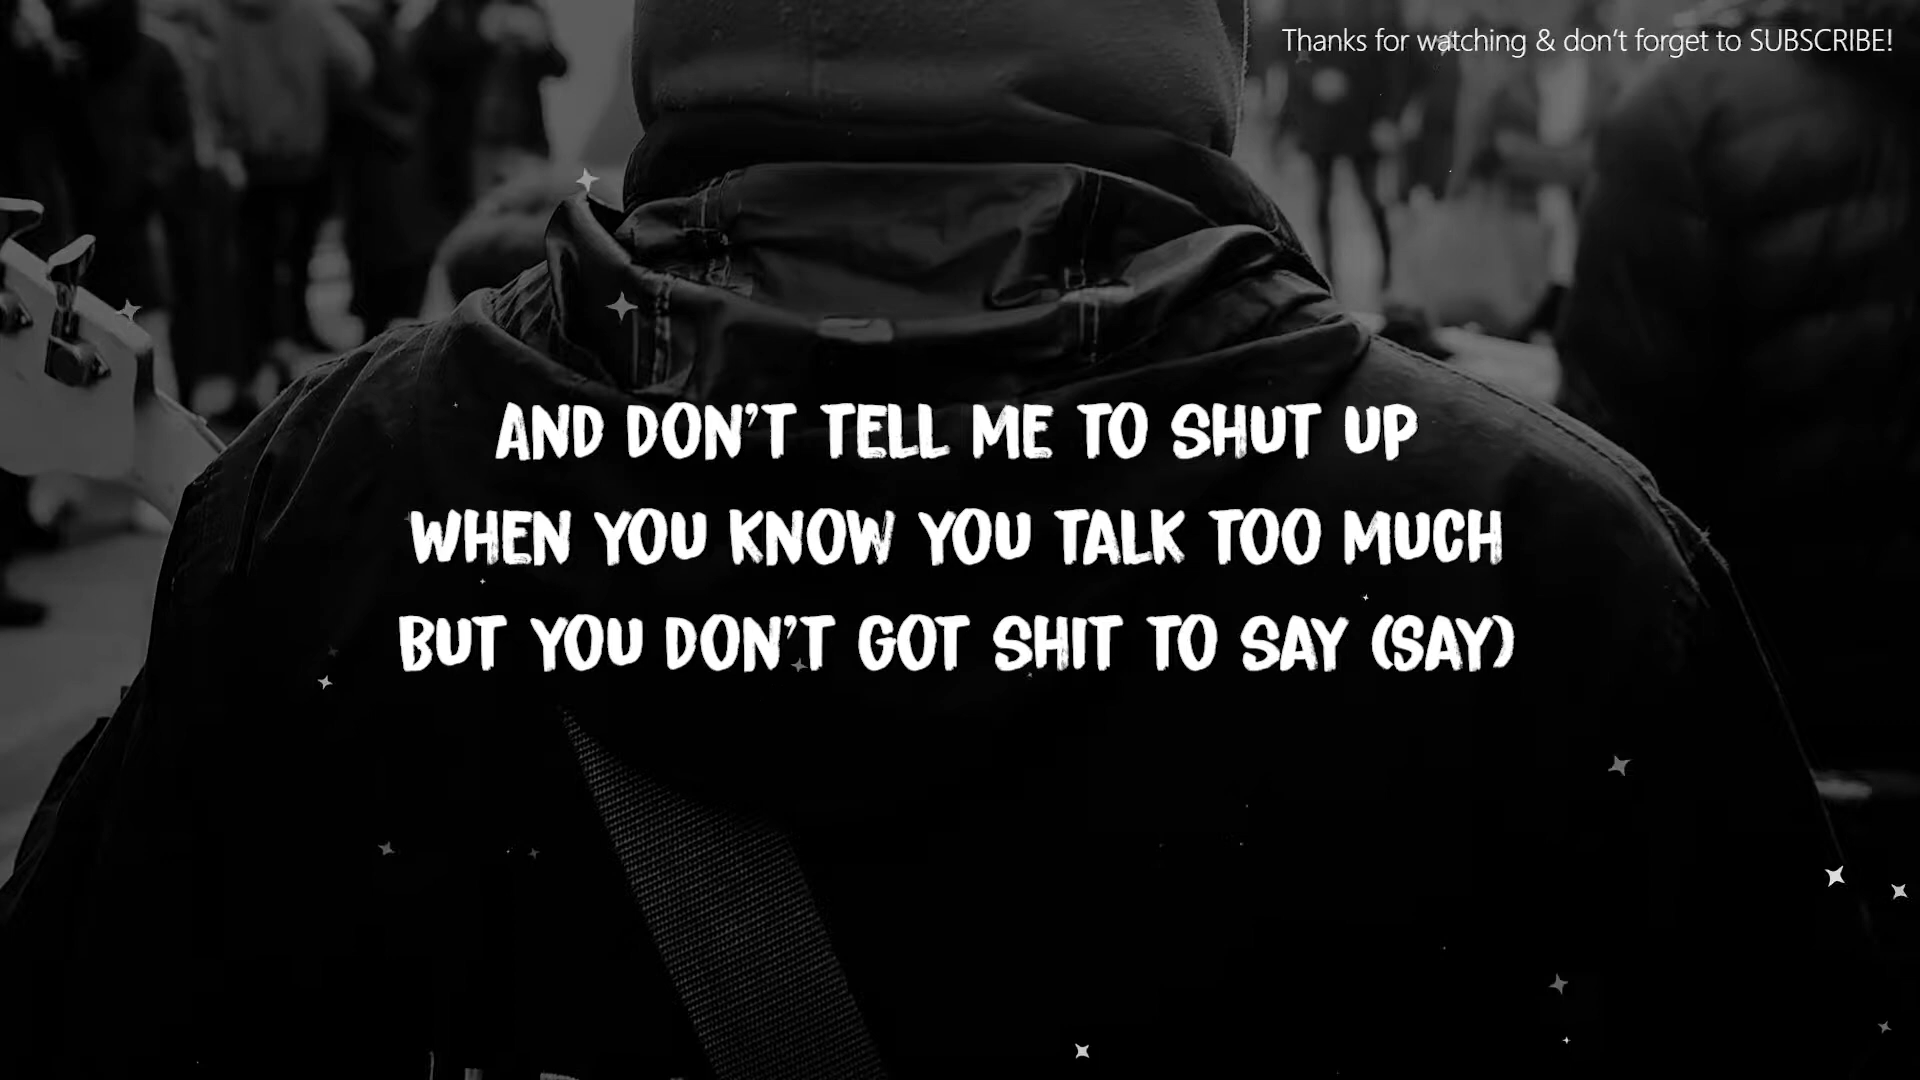 Thanks for watching & don't forget to SUBSCRIBE!
AND DON'T TELL ME TO SHUT UP
WHEN YOU KNOW YOU TALK TOO MUCH
BUT YOU DON'T GOT SHIT TO SAY (SAY)